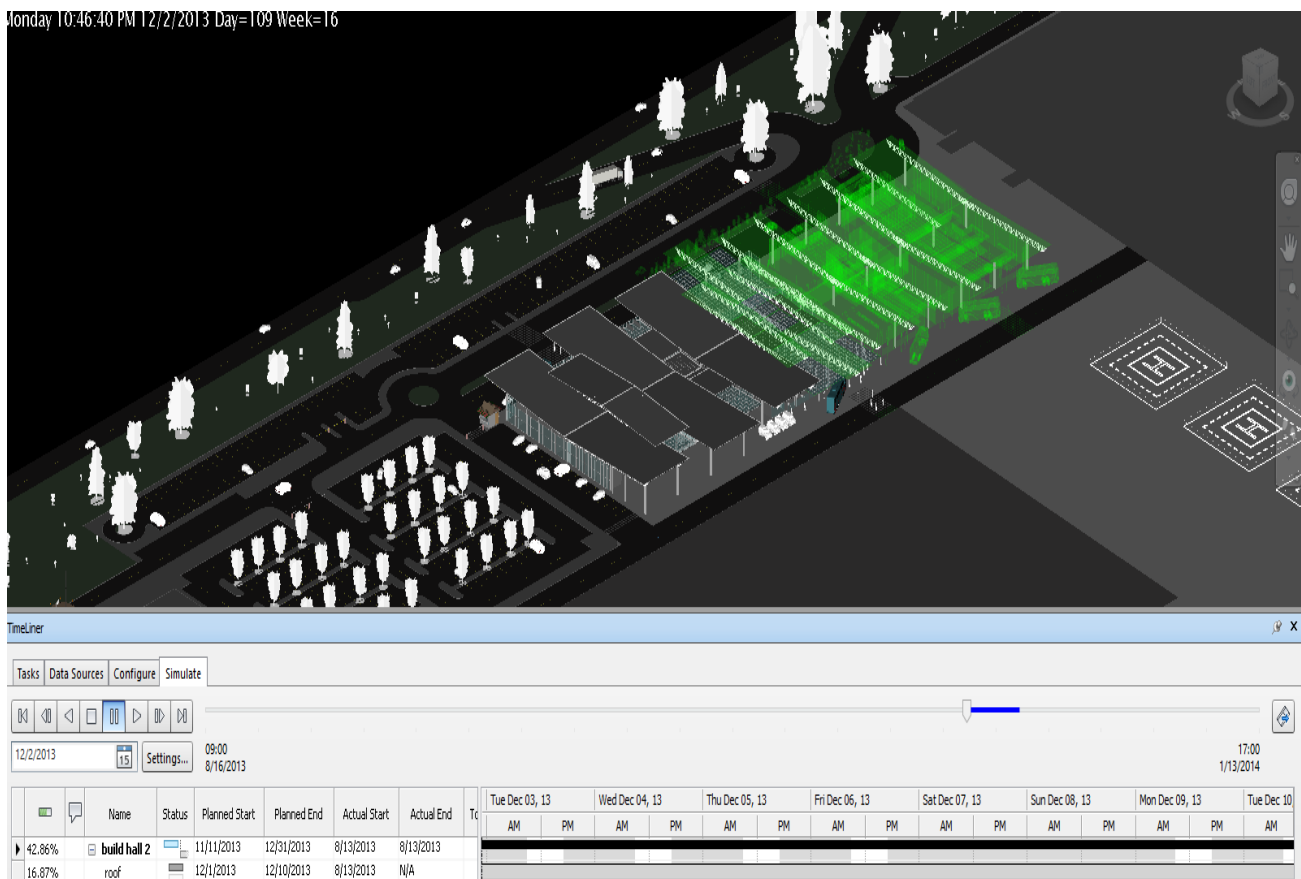 Monday 10:46:40 PM 12/2/2013 Day=109 Week=16
H
H
TimeLiner
Tasks Data Sources Configure Simulate
12/2/2013 15 Settings... 09:00 17:00
8/16/2013 1/13/2014
Name Status Planned Start Planned End Actual Start Actual End
Tue Dec 03, 13 Wed Dec 04, 13 Thu Dec 05, 13 Fri Dec 06, 13 Sat Dec 07, 13 Sun Dec 08, 13 Mon Dec 09, 13 Tue Dec 10
AM PM AM PM AM PM AM PM AM PM AM PM AM PM AM
42.86% build hall 2 11/11/2013 12/31/2013 8/13/2013 8/13/2013
16.87% roof 12/1/2013 12/10/2013 8/13/2013 N/A